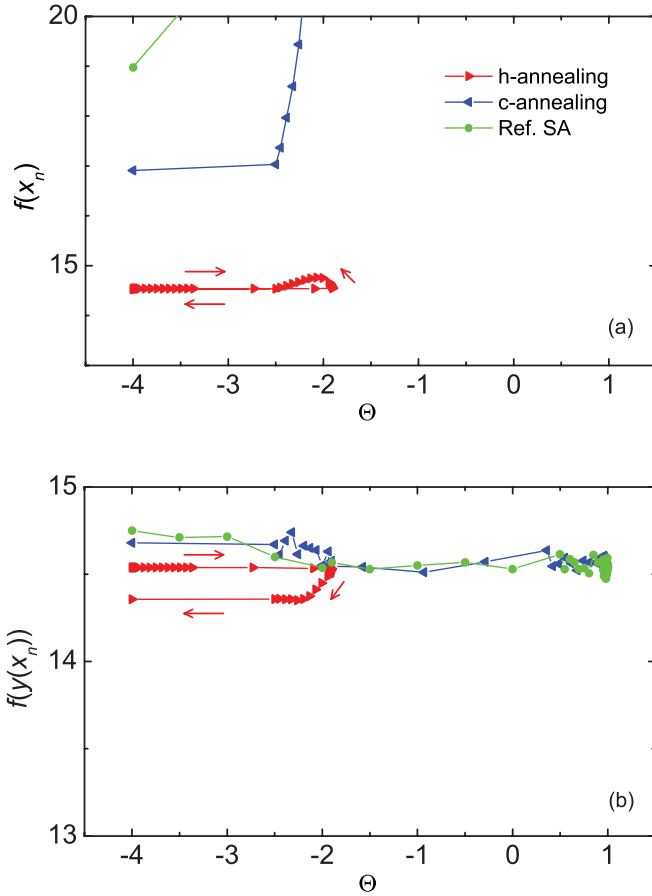 20
15
f(x_n)
h-annealing
c-annealing
Ref. SA
(a)
-4 -3 -2 -1 0 1
Θ
15
14
13
f(y(x_n))
(b)
-4 -3 -2 -1 0 1
Θ